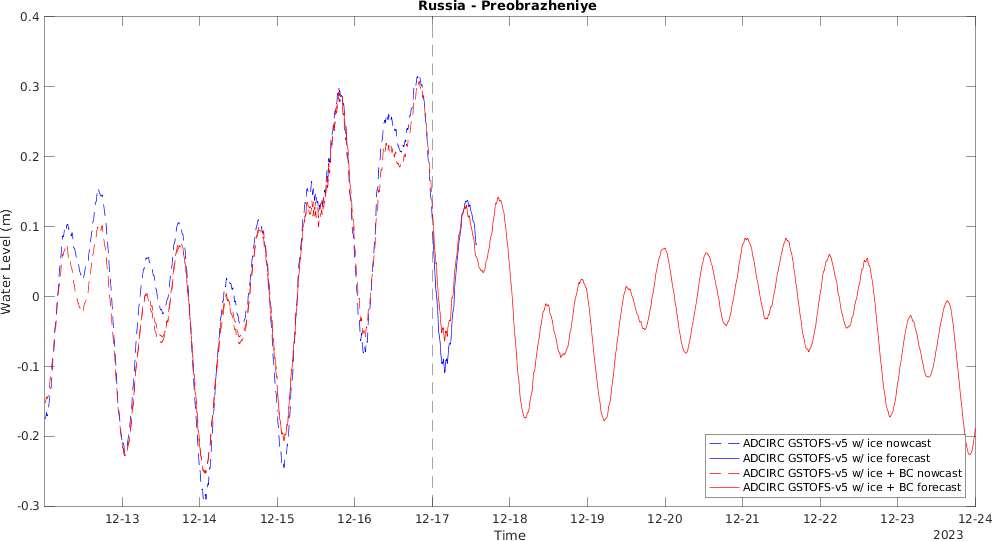 Russia - Preobrazheniye
Water Level (m)
0.4
0.3
0.2
0.1
0
-0.1
-0.2
-0.3
ADCIRC GSTOFS-v5 w/ ice nowcast
ADCIRC GSTOFS-v5 w/ ice forecast
ADCIRC GSTOFS-v5 w/ ice + BC nowcast
ADCIRC GSTOFS-v5 w/ ice + BC forecast
12-13 12-14 12-15 12-16 12-17 12-18 12-19 12-20 12-21 12-22 12-23 12-24
Time
2023